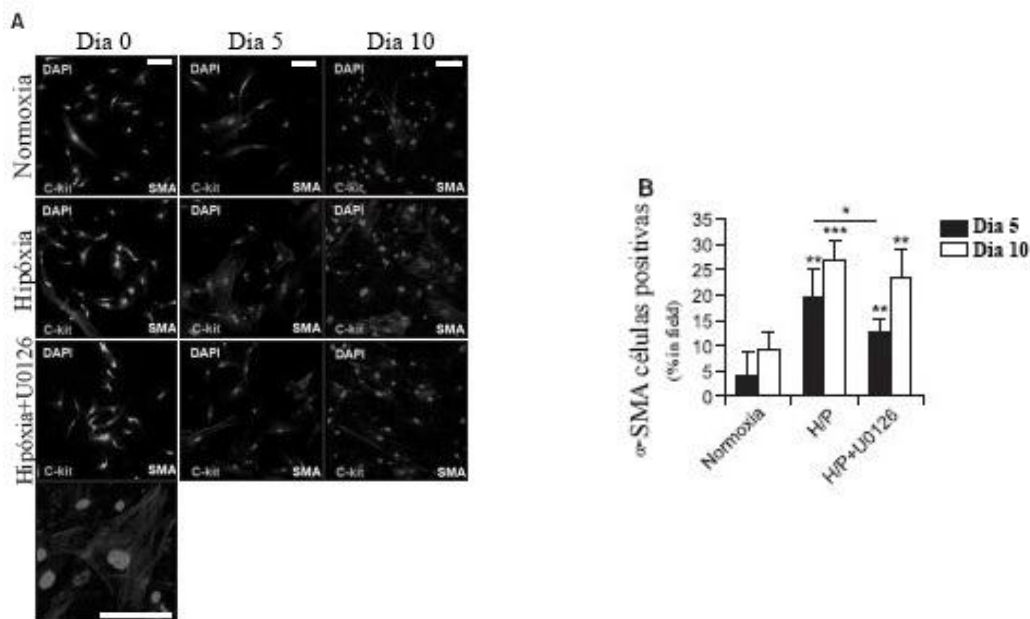 A
Dia 0 Dia 5 Dia 10
Normoxia
DAPI DAPI DAPI
C-kit SMA C-kit SMA C-kit SMA
Hipóxia
DAPI DAPI DAPI
C-kit SMA C-kit SMA C-kit SMA
Hipóxia+U0126
DAPI DAPI DAPI
C-kit SMA C-kit SMA C-kit SMA
B
α-SMA células positivas
(% in field)
35
30
25
20
15
10
5
0
*
** *** ** **
Normoxia
H/P
H/P+U0126
Dia 5
Dia 10